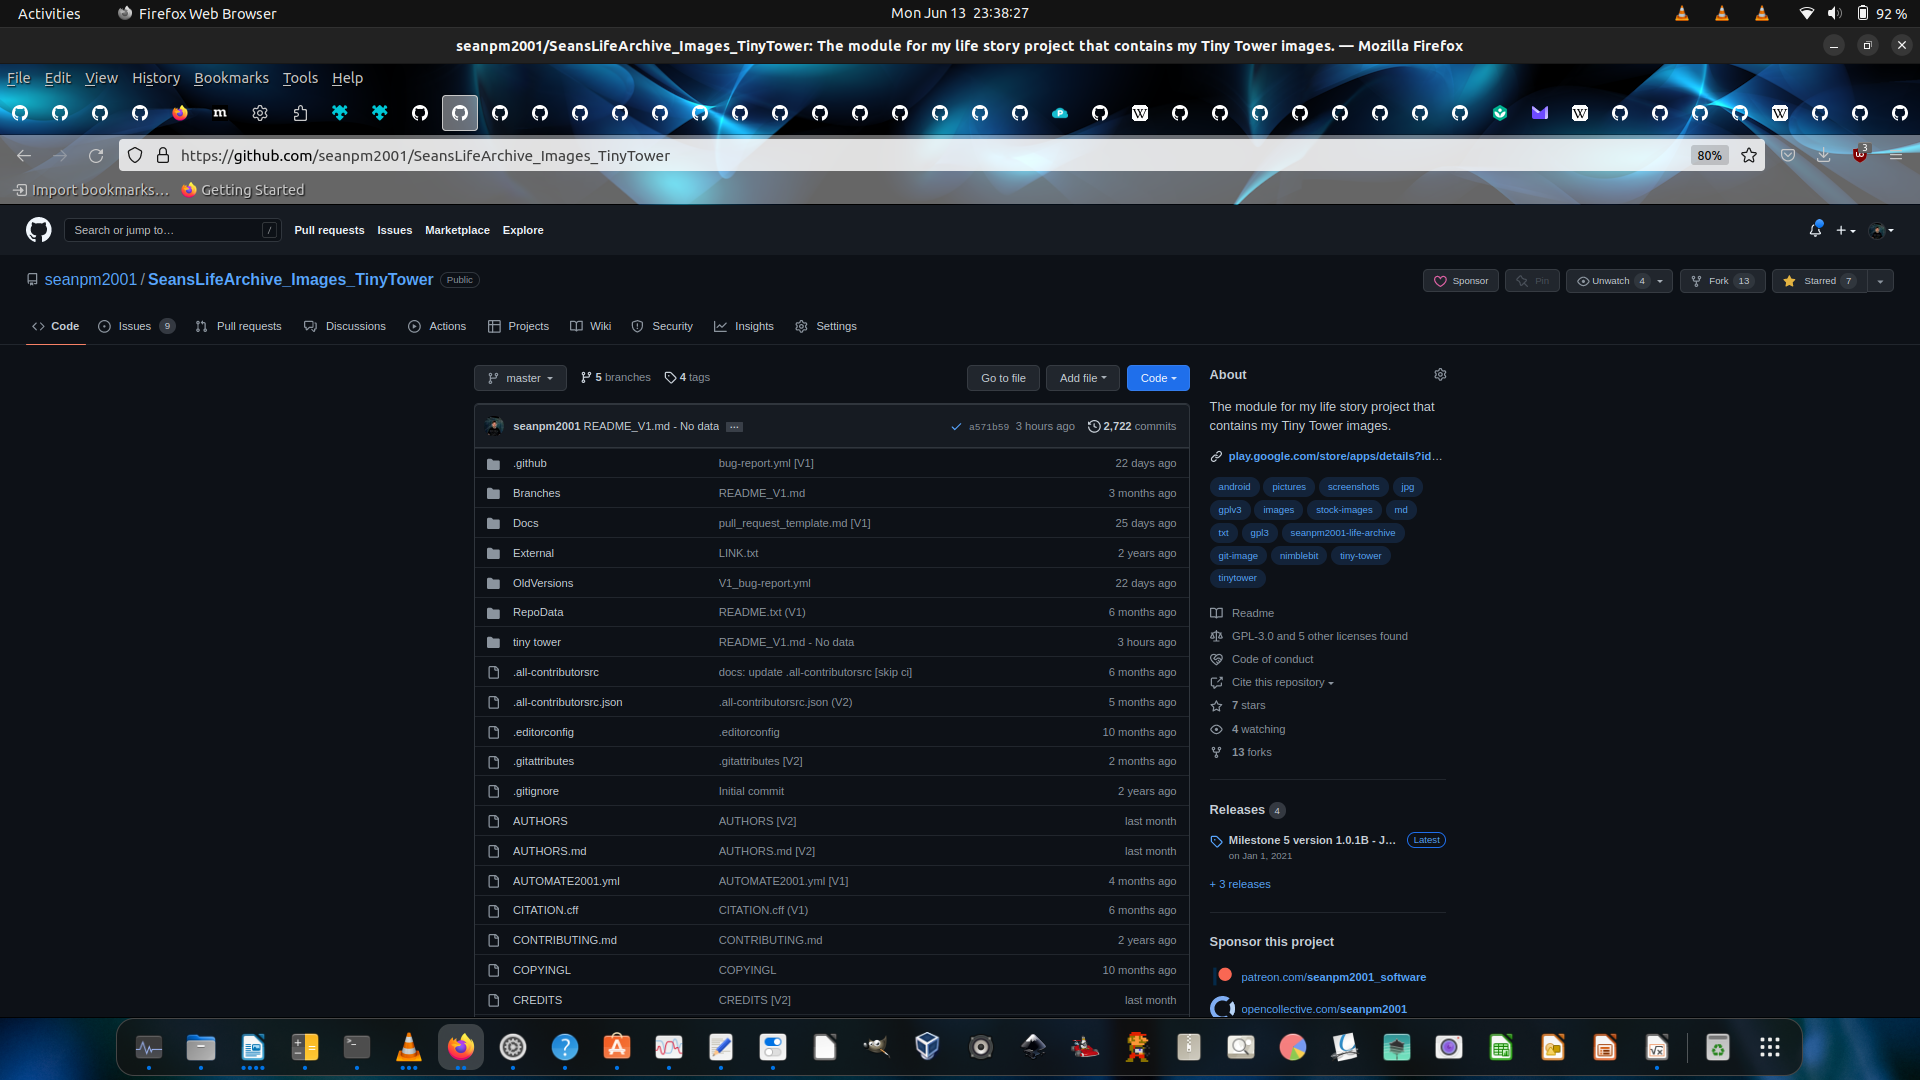 Activities Firefox Web Browser Mon Jun 13 23:38:27 92 %
seanpm2001/SeansLifeArchive_Images_TinyTower: The module for my life story project that contains my Tiny Tower images. — Mozilla Firefox
File Edit View History Bookmarks Tools Help
https://github.com/seanpm2001/SeansLifeArchive_Images_TinyTower 80% 3
Import bookmarks… Getting Started
Search or jump to… / Pull requests Issues Marketplace Explore
seanpm2001 / SeansLifeArchive_Images_TinyTower Public Sponsor Pin Unwatch 4 Fork 13 Starred 7
Code Issues 9 Pull requests Discussions Actions Projects Wiki Security Insights Settings
master 5 branches 4 tags Go to file Add file Code
seanpm2001 README_V1.md - No data ... a571b59 3 hours ago 2,722 commits
.github bug-report.yml [V1] 22 days ago
Branches README_V1.md 3 months ago
Docs pull_request_template.md [V1] 25 days ago
External LINK.txt 2 years ago
OldVersions V1_bug-report.yml 22 days ago
RepoData README.txt (V1) 6 months ago
tiny tower README_V1.md - No data 3 hours ago
.all-contributorsrc docs: update .all-contributorsrc [skip ci] 6 months ago
.all-contributorsrc.json .all-contributorsrc.json (V2) 5 months ago
.editorconfig .editorconfig 10 months ago
.gitattributes .gitattributes [V2] 2 months ago
.gitignore Initial commit 2 years ago
AUTHORS AUTHORS [V2] last month
AUTHORS.md AUTHORS.md [V2] last month
AUTOMATE2001.yml AUTOMATE2001.yml [V1] 4 months ago
CITATION.cff CITATION.cff (V1) 6 months ago
CONTRIBUTING.md CONTRIBUTING.md 2 years ago
COPYINGL COPYINGL 10 months ago
CREDITS CREDITS [V2] last month
About
The module for my life story project that
contains my Tiny Tower images.
play.google.com/store/apps/details?id…
android pictures screenshots jpg
gplv3 images stock-images md
txt gpl3 seanpm2001-life-archive
git-image nimblebit tiny-tower
tinytower
Readme
GPL-3.0 and 5 other licenses found
Code of conduct
Cite this repository
7 stars
4 watching
13 forks
Releases 4
Milestone 5 version 1.0.1B - J… Latest
on Jan 1, 2021
+ 3 releases
Sponsor this project
patreon.com/seanpm2001_software
opencollective.com/seanpm2001